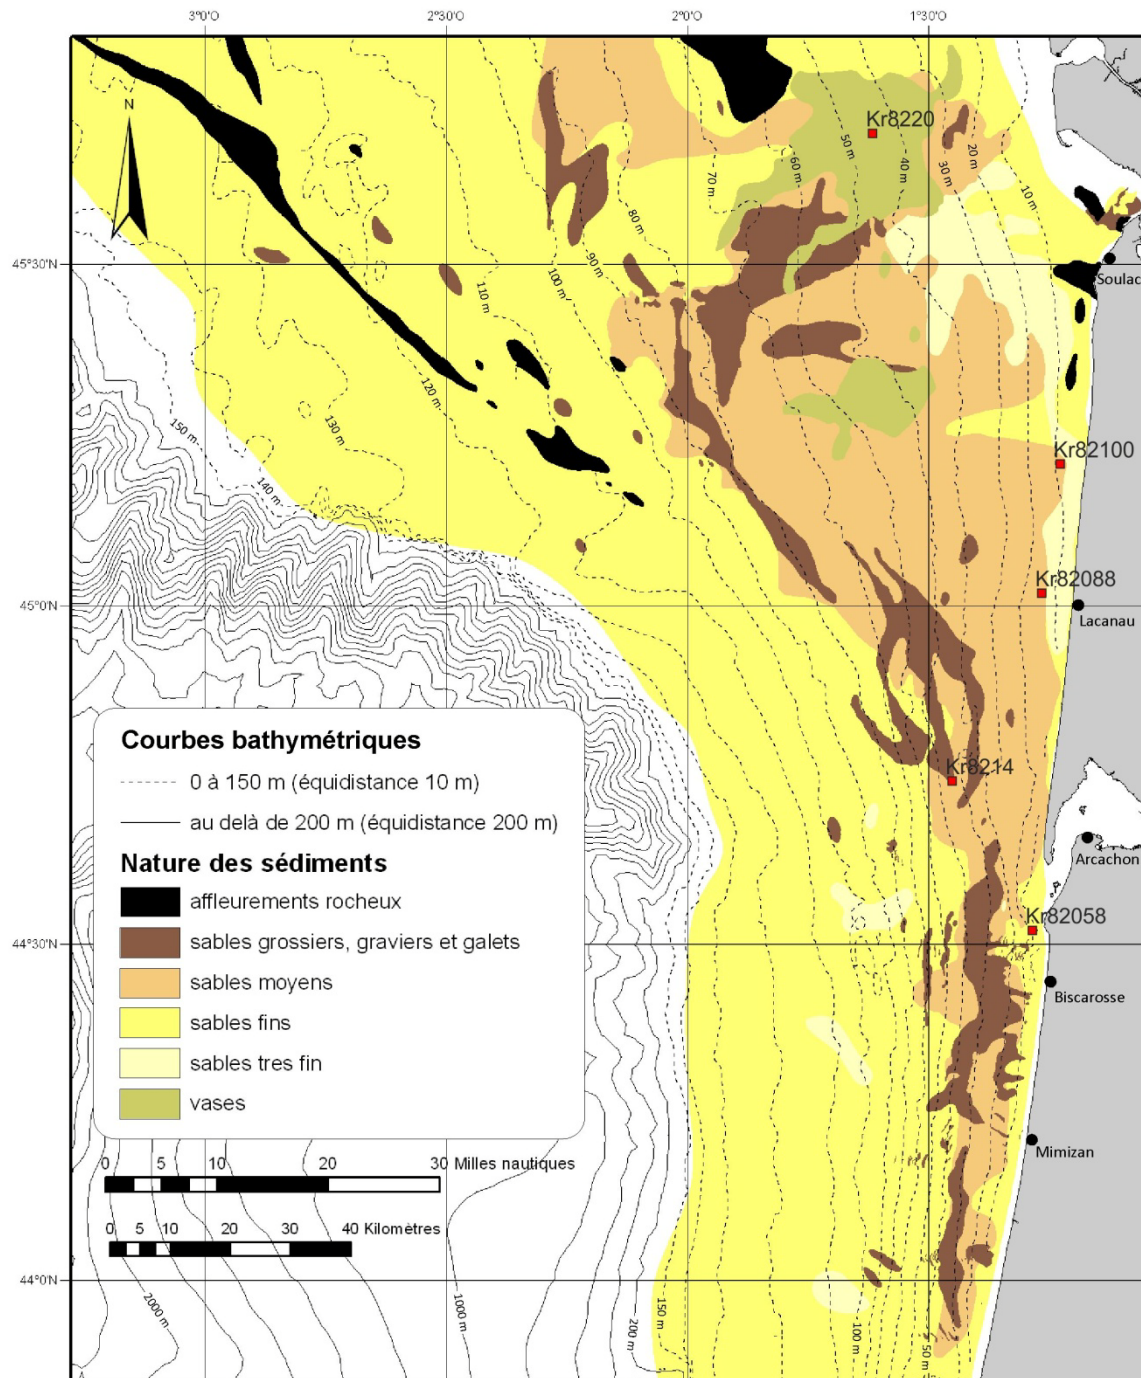 3°0'0
2°30'0
2°0'0
1°30'0
N
Kr8220
50 m
40 m
20 m
60 m
30 m
70 m
10 m
80 m
45°30'N
90 m
Soulac
100 m
110 m
120 m
130 m
150 m
Kr82100
140 m
Kr82088
45°0'N
Lacanau
Courbes bathymétriques
0 à 150 m (équidistance 10 m)
au delà de 200 m (équidistance 200 m)
Nature des sédiments
affleurements rocheux
sables grossiers, graviers et galets
sables moyens
sables fins
sables tres fin
vases
Kr8214
Arcachon
Kr82058
44°30'N
Biscarosse
Mimizan
0 5 10 20 30 Milles nautiques
0 5 10 20 30 40 Kilomètres
44°0'N
2000 m
1000 m
200 m
150 m
100 m
50 m